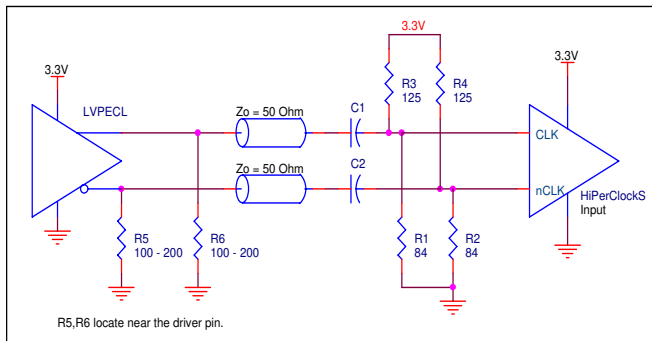 3.3V
R3
125
R4
125
3.3V
LVPECL
3.3V
Zo = 50 Ohm
C1
CLK
Zo = 50 Ohm
C2
nCLK
HiPerClockS
Input
R5
100 - 200
R6
100 - 200
R1
84
R2
84
R5,R6 locate near the driver pin.